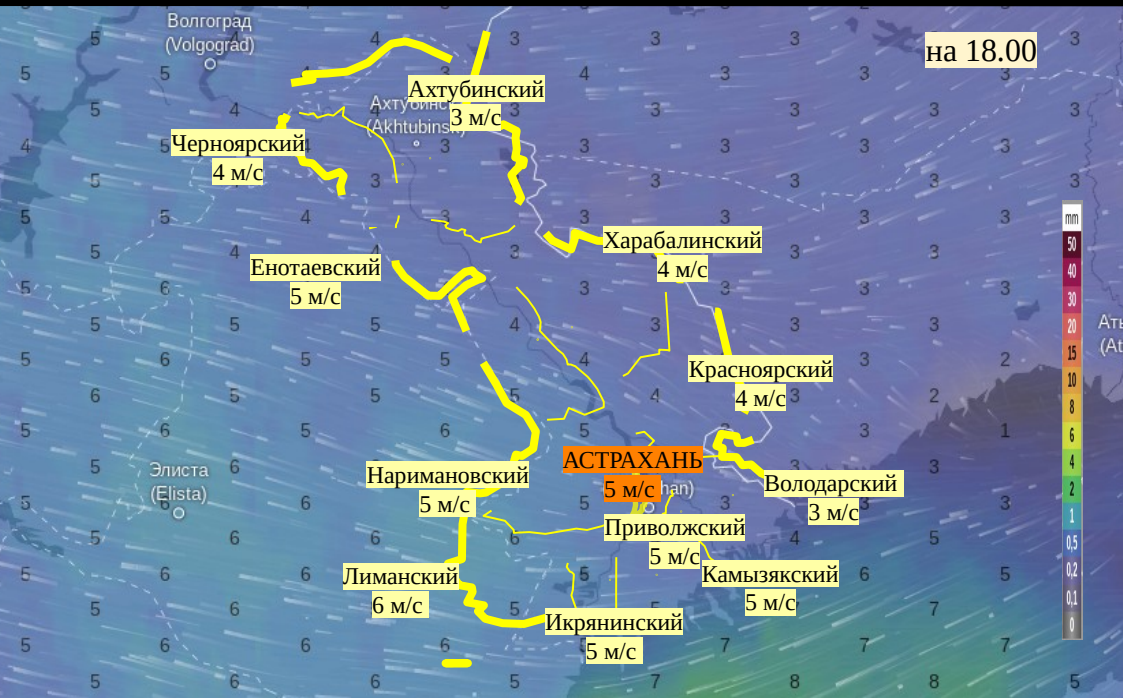 Волгоград
(Volgograd)
на 18.00
Ахтубинский
3 м/с
(Akhtubinsk)
Черноярский
4 м/с
Харабалинский
4 м/с
Енотаевский
5 м/с
mm
50
40
30
20
15
10
8
6
4
2
1
0,5
0,2
0,1
0
Красноярский
4 м/с
АСТРАХАНЬ
5 м/с
Элиста
(Elista)
Наримановский
5 м/с
Володарский
3 м/с
Приволжский
5 м/с
Лиманский
6 м/с
Камызякский
5 м/с
Икрянинский
5 м/с